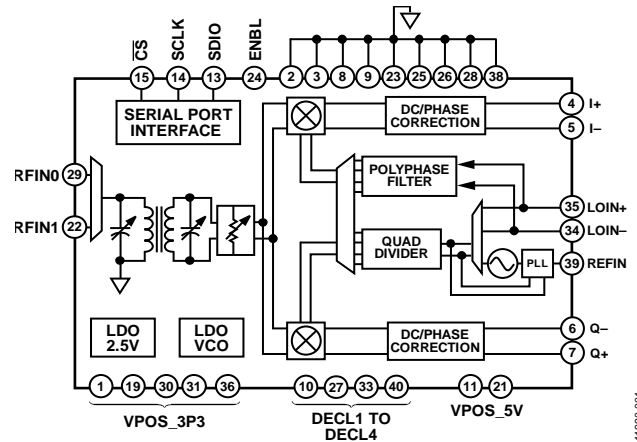 CS
SCLK
SDIO
ENBL
15
14
13
24
2
3
8
9
23
25
26
28
38
SERIAL PORT
INTERFACE
DC/PHASE
CORRECTION
4
I+
5
I–
RFIN0
29
POLYPHASE
FILTER
35
LOIN+
RFIN1
22
QUAD
DIVIDER
34
LOIN–
PLL
39
REFIN
LDO
2.5V
LDO
VCO
DC/PHASE
CORRECTION
6
Q–
7
Q+
1
19
30
31
36
10
27
33
40
11
21
VPOS_3P3
DECL1 TO
DECL4
VPOS_5V